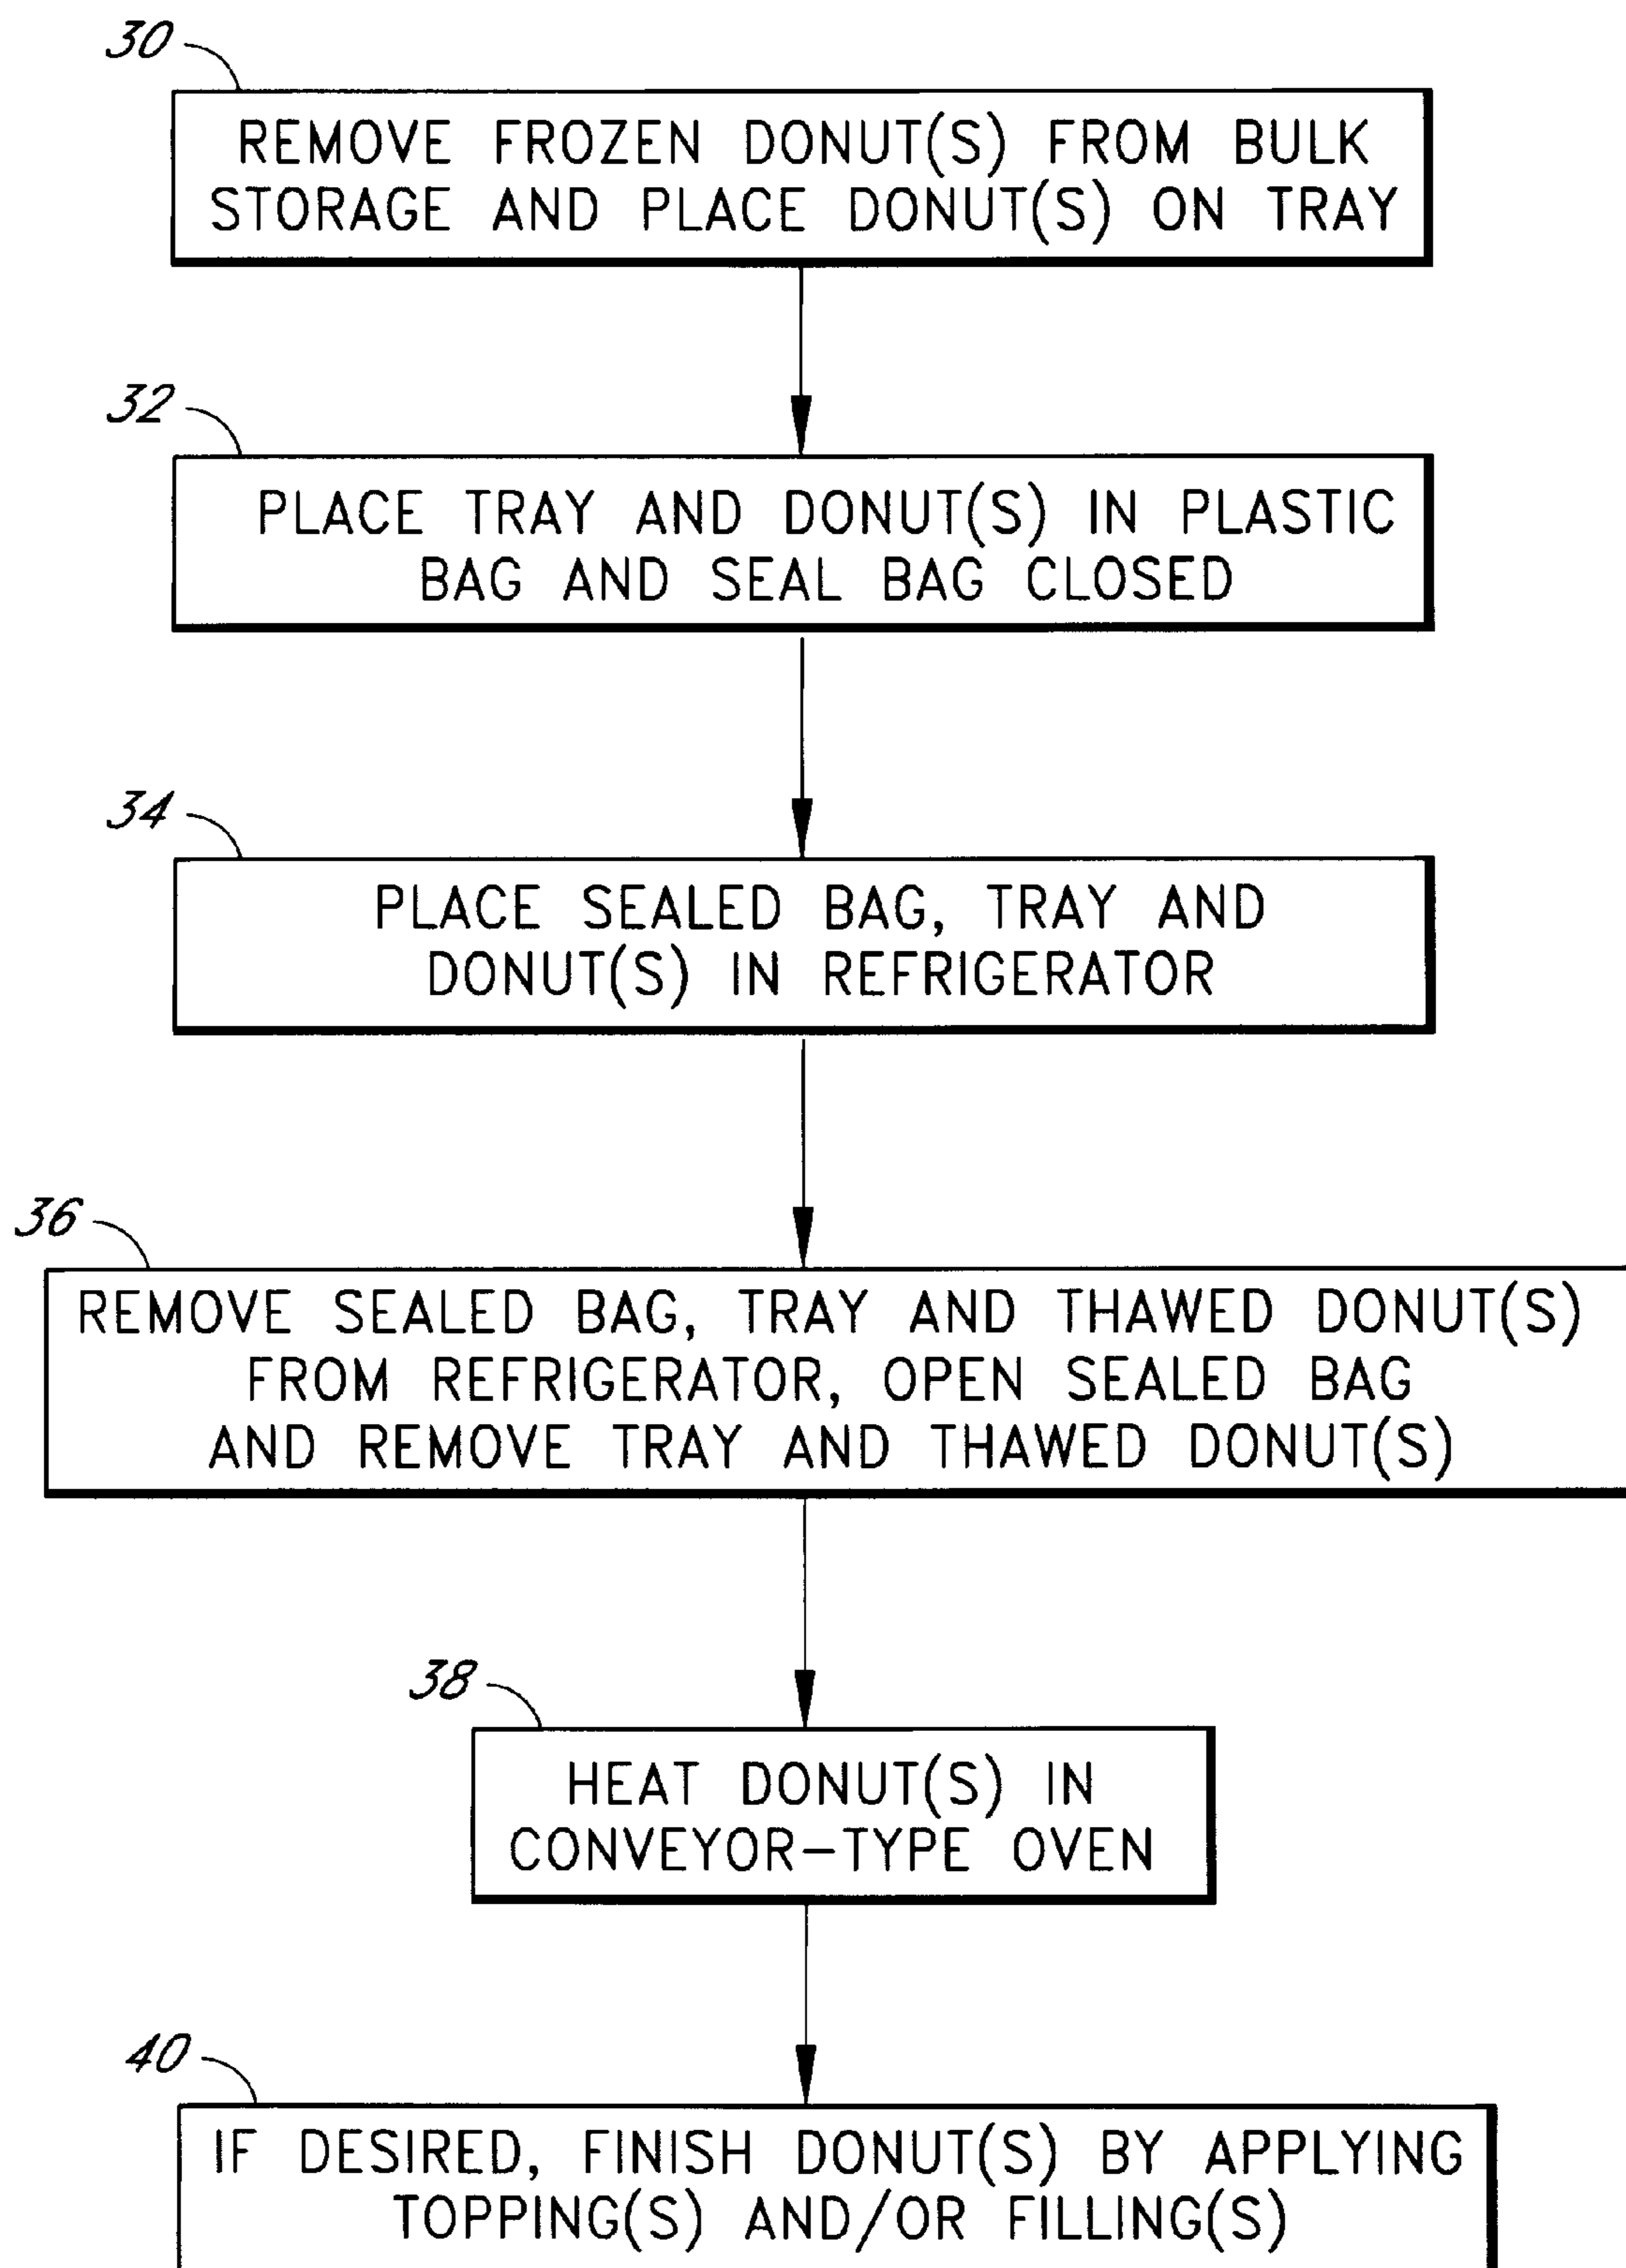 30
REMOVE FROZEN DONUT(S) FROM BULK
STORAGE AND PLACE DONUT(S) ON TRAY
32
PLACE TRAY AND DONUT(S) IN PLASTIC
BAG AND SEAL BAG CLOSED
34
PLACE SEALED BAG, TRAY AND
DONUT(S) IN REFRIGERATOR
36
REMOVE SEALED BAG, TRAY AND THAWED DONUT(S)
FROM REFRIGERATOR, OPEN SEALED BAG
AND REMOVE TRAY AND THAWED DONUT(S)
38
HEAT DONUT(S) IN
CONVEYOR-TYPE OVEN
40
IF DESIRED, FINISH DONUT(S) BY APPLYING
TOPPING(S) AND/OR FILLING(S)